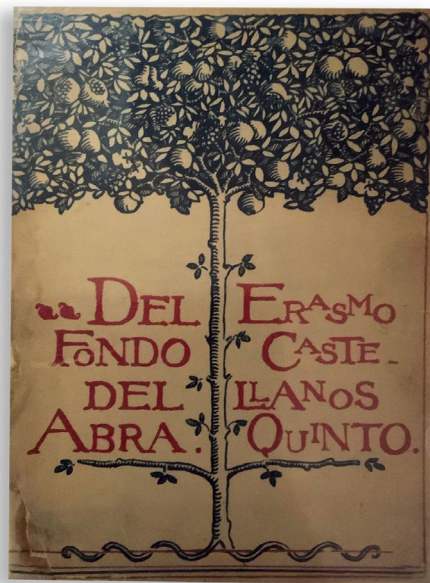 DEL
FONDO
DEL
ABRA.
ERASMO
CASTE-
LLANOS
QUINTO.